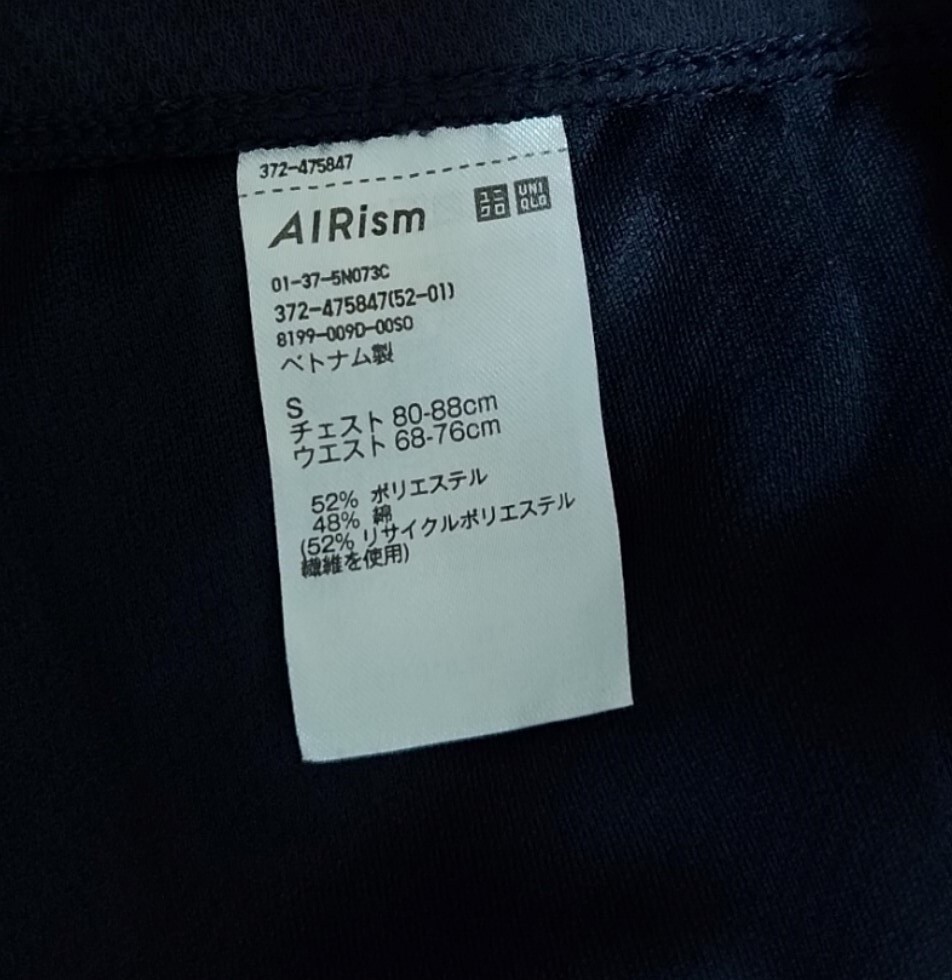 372-475847
AIRism
ユニクロ UNIQLO
01-37-5N073C
372-475847(52-01)
8199-009D-00SO
ベトナム製
S
チェスト 80-88cm
ウエスト 68-76cm
52% ポリエステル
48% 綿
(52% リサイクルポリエステル
繊維を使用)